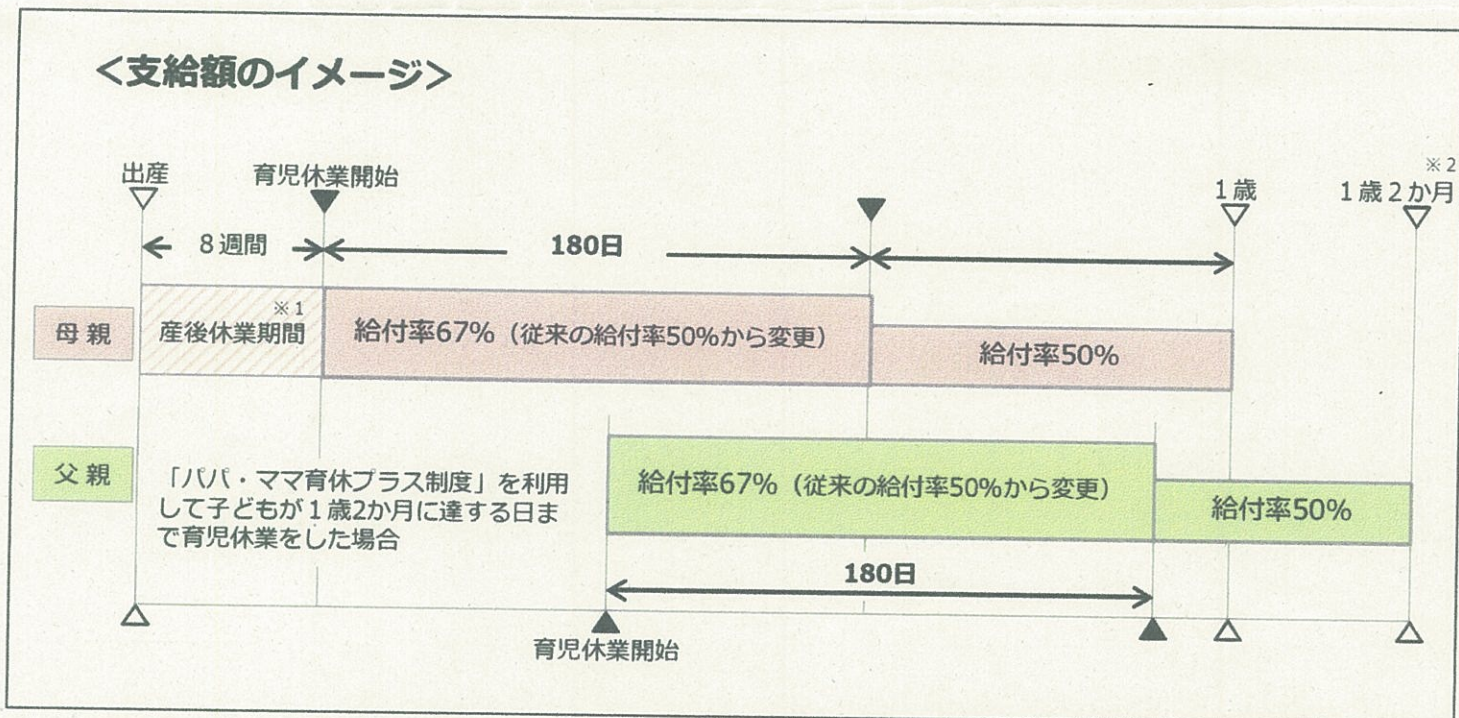 ＜支給額のイメージ＞
出産
育児休業開始
1歳
※2
1歳2か月
8週間
180日
母親
※1
産後休業期間
給付率67%（従来の給付率50%から変更）
給付率50%
父親
「パパ・ママ育休プラス制度」を利用
して子どもが1歳2か月に達する日ま
で育児休業をした場合
給付率67%（従来の給付率50%から変更）
給付率50%
180日
育児休業開始